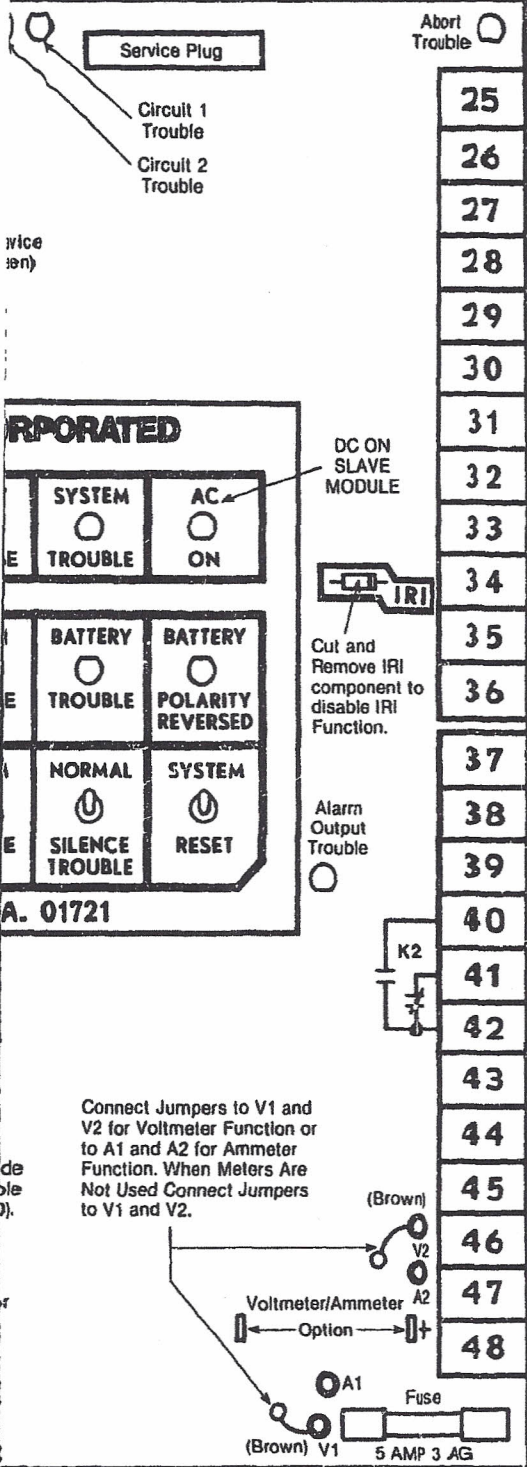 Abort
Trouble
Service Plug
Circuit 1
Trouble
Circuit 2
Trouble
25
26
27
28
29
30
31
32
33
34
35
36
37
38
39
40
41
42
43
44
45
46
47
48
RPORATED
DC ON
SLAVE
MODULE
SYSTEM
TROUBLE
AC
ON
E
IRI
Cut and
Remove IRI
component to
disable IRI
Function.
BATTERY
TROUBLE
BATTERY
POLARITY
REVERSED
E
NORMAL
SILENCE
TROUBLE
SYSTEM
RESET
E
Alarm
Output
Trouble
A. 01721
K2
Connect Jumpers to V1 and
V2 for Voltmeter Function or
to A1 and A2 for Ammeter
Function. When Meters Are
Not Used Connect Jumpers
to V1 and V2.
(Brown)
V2
A2
Voltmeter/Ammeter
Option
+
A1
Fuse
(Brown) V1
5 AMP 3 AG